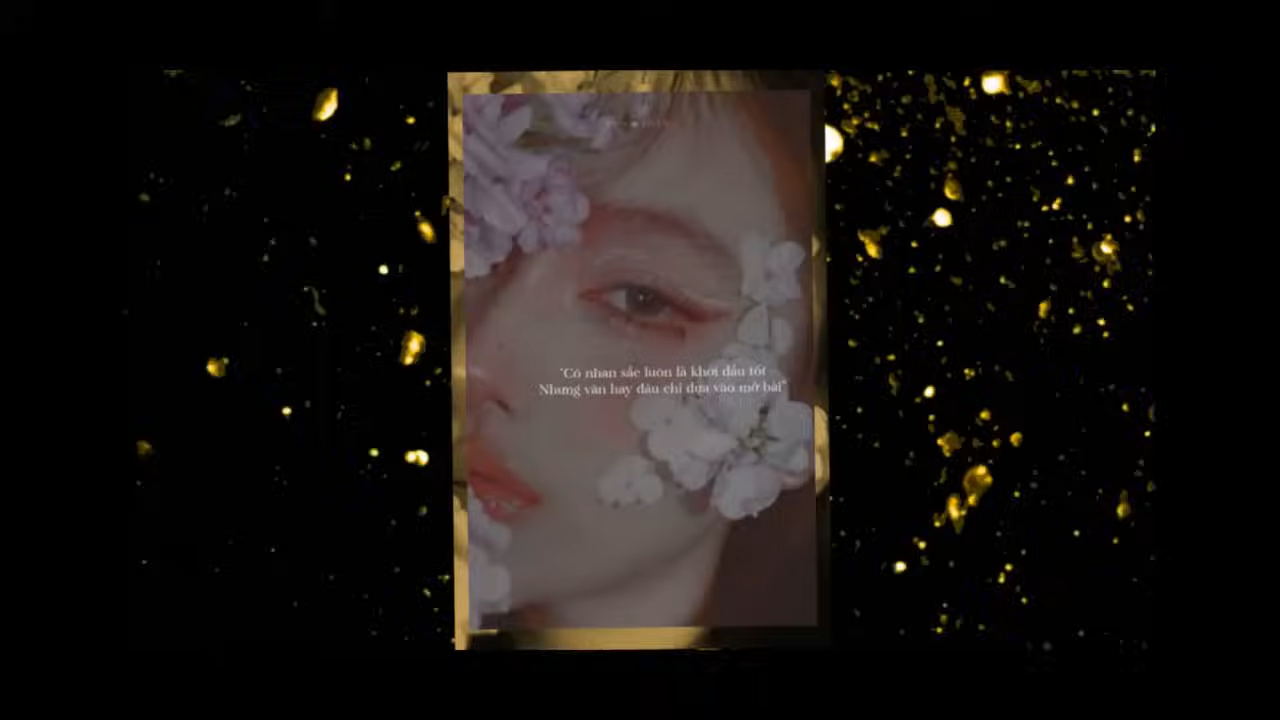 "Có nhan sắc luôn là khởi đầu tốt
Nhưng văn hay đâu chỉ dựa vào mở bài"